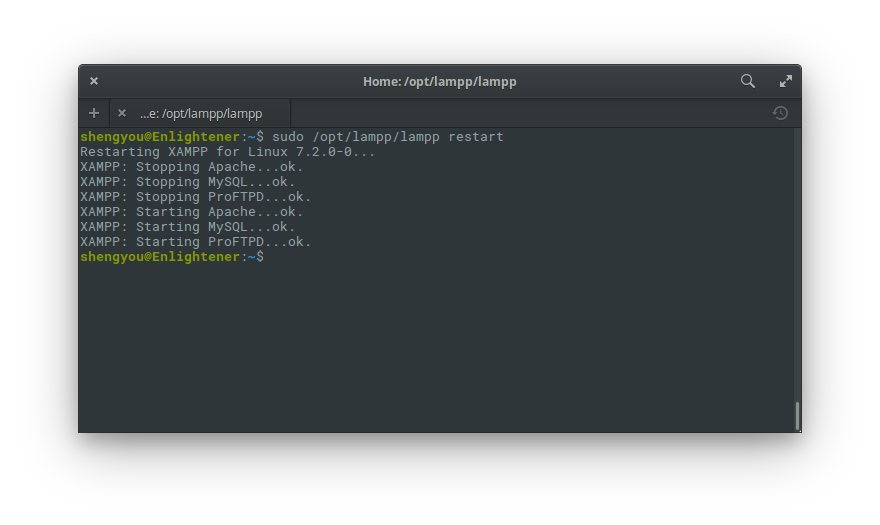 Home: /opt/lampp/lampp
...e: /opt/lampp/lampp
shengyou@Enlightener:~$ sudo /opt/lampp/lampp restart
Restarting XAMPP for Linux 7.2.0-0...
XAMPP: Stopping Apache...ok.
XAMPP: Stopping MySQL...ok.
XAMPP: Stopping ProFTPD...ok.
XAMPP: Starting Apache...ok.
XAMPP: Starting MySQL...ok.
XAMPP: Starting ProFTPD...ok.
shengyou@Enlightener:~$